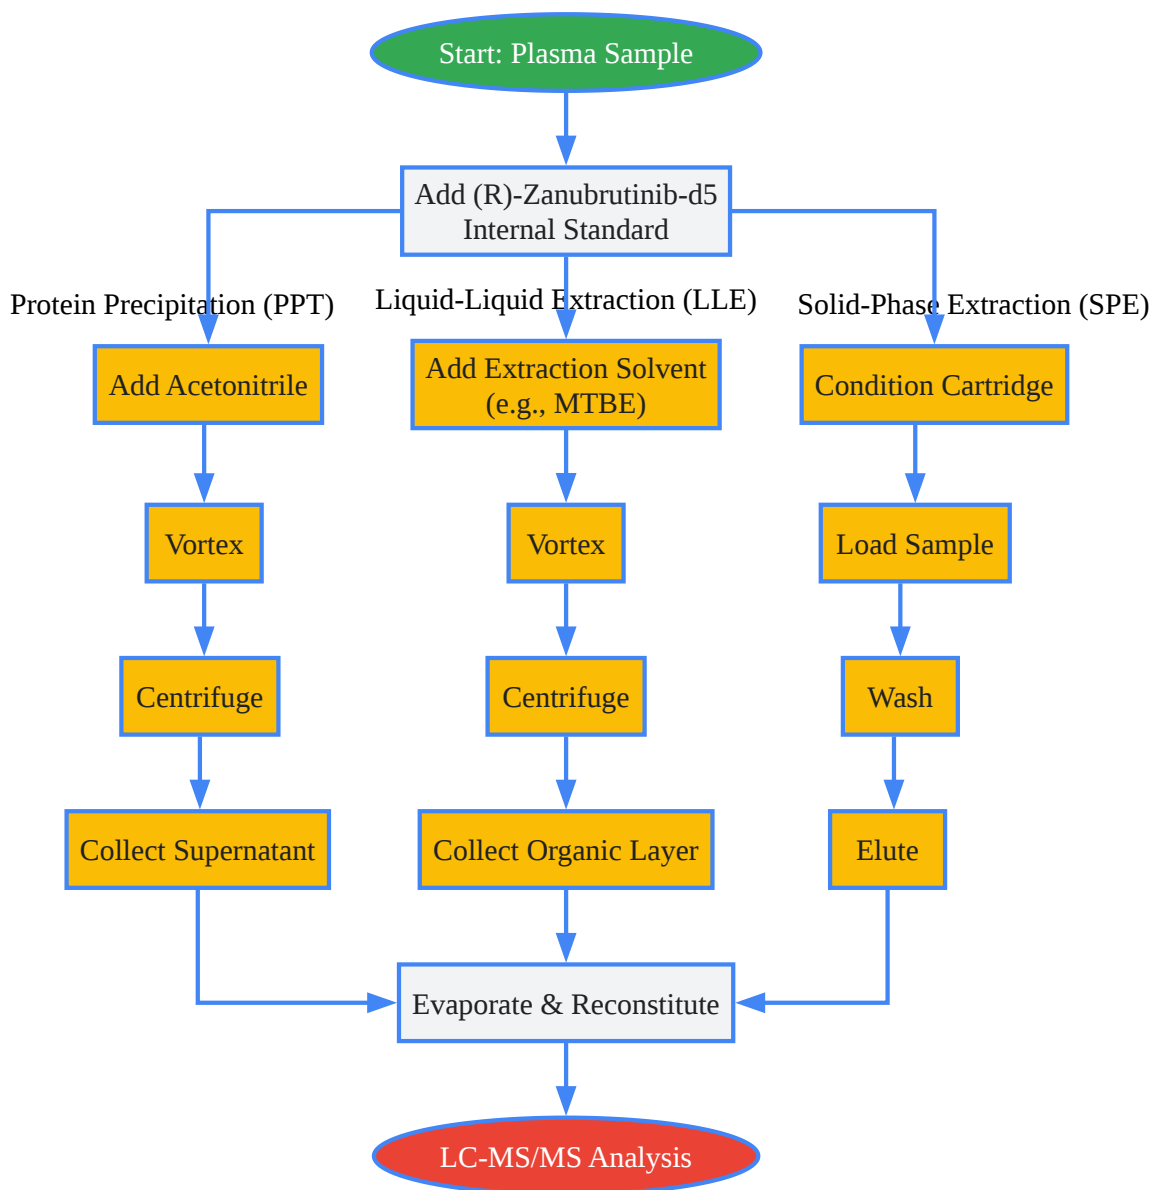 Start: Plasma Sample
Add (R)-Zanubrutinib-d5
Internal Standard
Protein Precipitation (PPT)
Liquid-Liquid Extraction (LLE)
Solid-Phase Extraction (SPE)
Add Acetonitrile
Add Extraction Solvent
(e.g., MTBE)
Condition Cartridge
Vortex
Vortex
Load Sample
Centrifuge
Centrifuge
Wash
Collect Supernatant
Collect Organic Layer
Elute
Evaporate & Reconstitute
LC-MS/MS Analysis